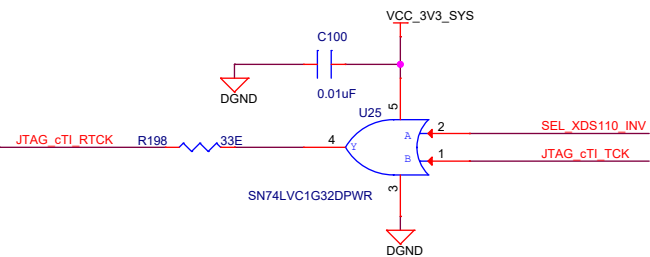 VCC_3V3_SYS
C100
DGND
0.01uF
U25
5
A
2
SEL_XDS110_INV
JTAG_cTI_RTCK
R198
33E
4
Y
B
1
JTAG_cTI_TCK
3
SN74LVC1G32DPWR
DGND